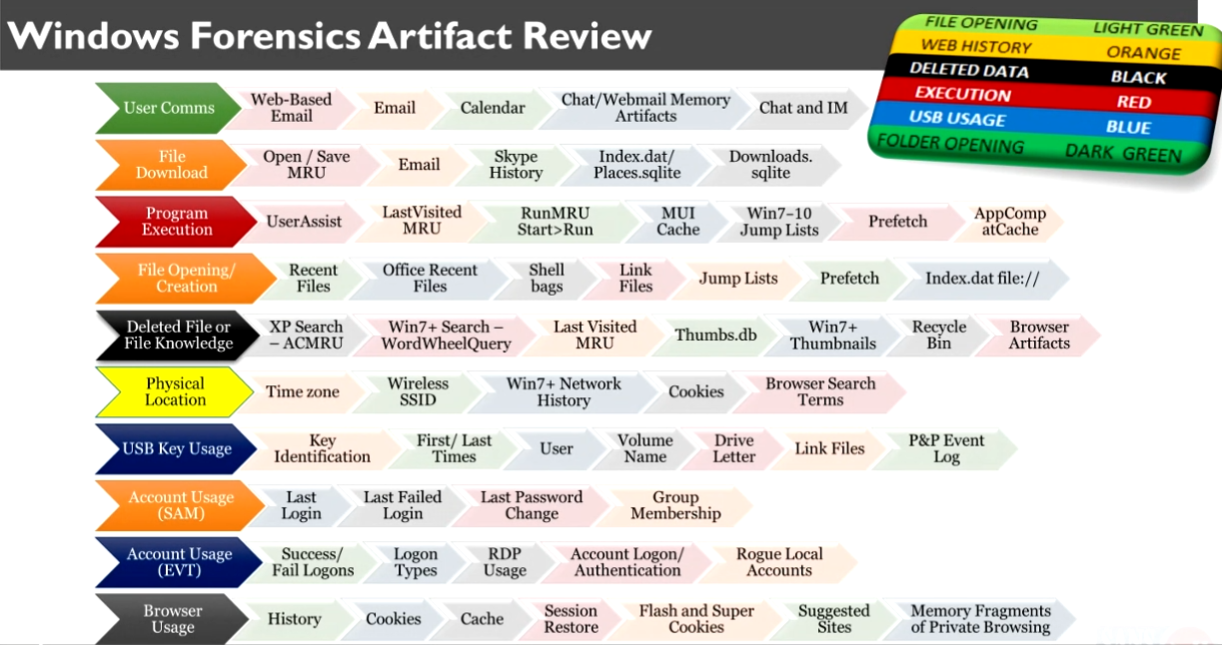 Windows Forensics Artifact Review
FILE OPENING LIGHT GREEN
WEB HISTORY ORANGE
DELETED DATA BLACK
EXECUTION RED
USB USAGE BLUE
FOLDER OPENING DARK GREEN
User Comms
Web-Based
Email
Email
Calendar
Chat/Webmail Memory
Artifacts
Chat and IM
File
Download
Open / Save
MRU
Email
Skype
History
Index.dat/
Places.sqlite
Downloads.
sqlite
Program
Execution
UserAssist
LastVisited
MRU
RunMRU
Start>Run
MUI
Cache
Win7–10
Jump Lists
Prefetch
AppComp
atCache
File Opening/
Creation
Recent
Files
Office Recent
Files
Shell
bags
Link
Files
Jump Lists
Prefetch
Index.dat file://
Deleted File or
File Knowledge
XP Search
– ACMRU
Win7+ Search –
WordWheelQuery
Last Visited
MRU
Thumbs.db
Win7+
Thumbnails
Recycle
Bin
Browser
Artifacts
Physical
Location
Time zone
Wireless
SSID
Win7+ Network
History
Cookies
Browser Search
Terms
USB Key Usage
Key
Identification
First/ Last
Times
User
Volume
Name
Drive
Letter
Link Files
P&P Event
Log
Account Usage
(SAM)
Last
Login
Last Failed
Login
Last Password
Change
Group
Membership
Account Usage
(EVT)
Success/
Fail Logons
Logon
Types
RDP
Usage
Account Logon/
Authentication
Rogue Local
Accounts
Browser
Usage
History
Cookies
Cache
Session
Restore
Flash and Super
Cookies
Suggested
Sites
Memory Fragments
of Private Browsing